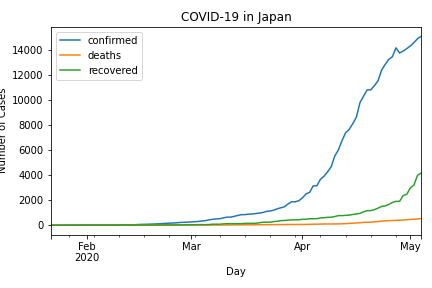 COVID-19 in Japan
confirmed
deaths
recovered
14000
12000
10000
8000
6000
4000
2000
0
Number of Cases
Feb
2020
Mar
Apr
May
Day